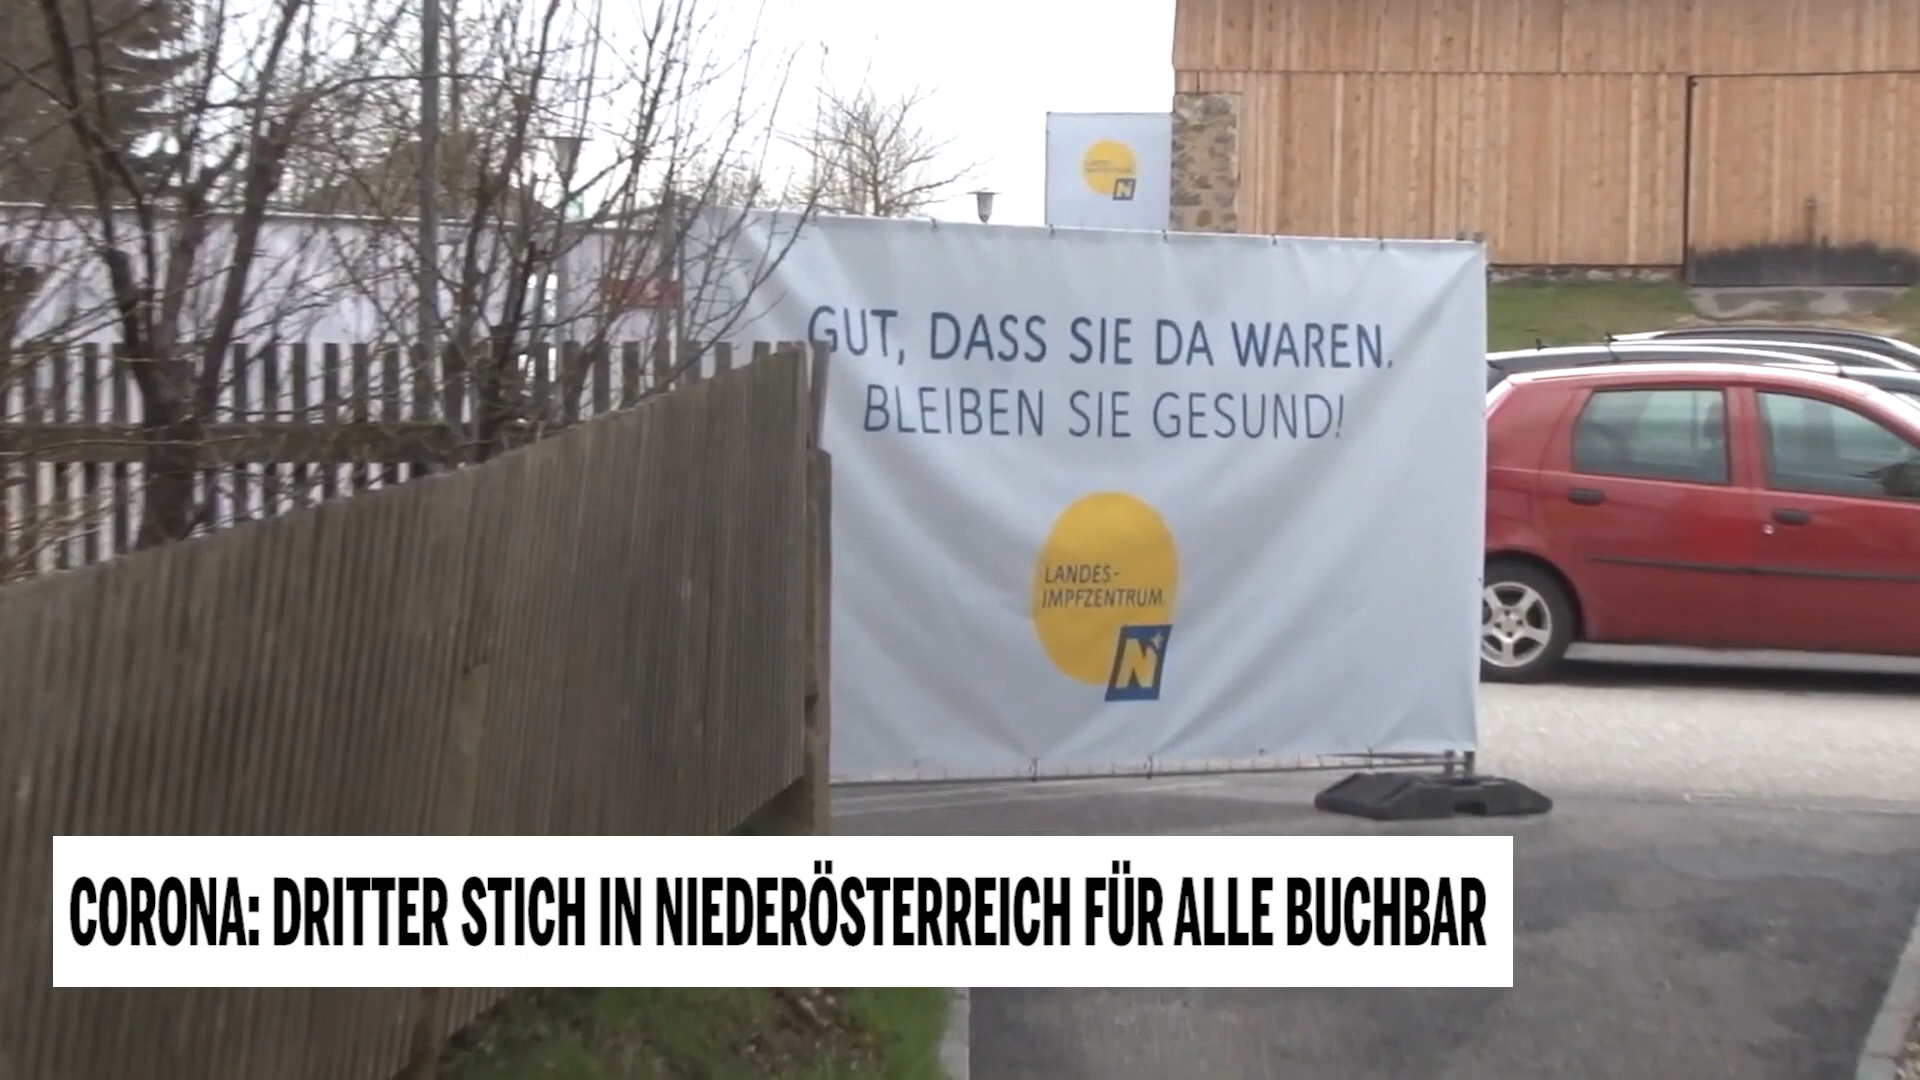 GUT, DASS SIE DA WAREN.
BLEIBEN SIE GESUND!
LANDES-
IMPFZENTRUM
N
N
CORONA: DRITTER STICH IN NIEDERÖSTERREICH FÜR ALLE BUCHBAR